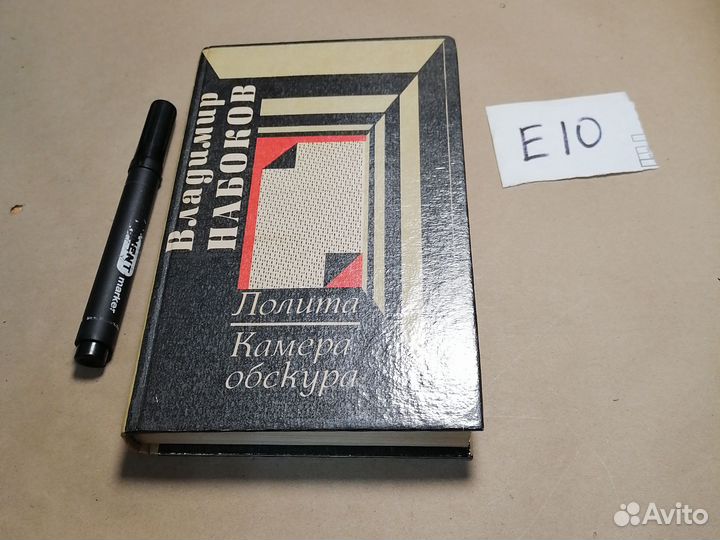 Владимир
НАБОКОВ
Лолита
Камера
обскура
E10
marker
Avito